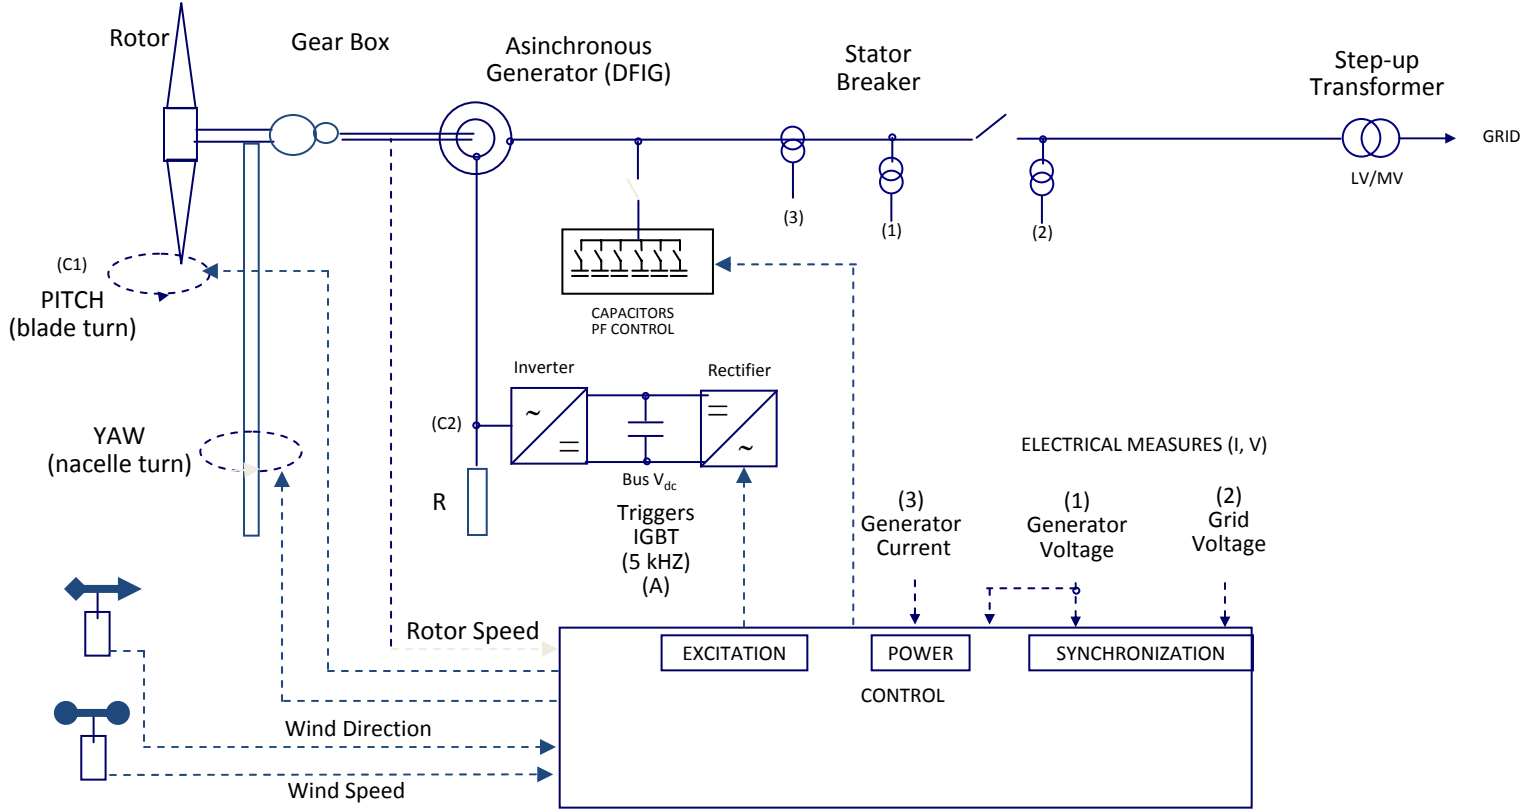 Rotor
Gear Box
Asinchronous
Generator (DFIG)
Stator
Breaker
Step-up
Transformer
GRID
LV/MV
(3)
(1)
(2)
(C1)
PITCH
(blade turn)
CAPACITORS
PF CONTROL
Inverter
Rectifier
~
=
=
~
(C2)
YAW
(nacelle turn)
R
Bus Vdc
Triggers
IGBT
(5 kHZ)
(A)
ELECTRICAL MEASURES (I, V)
(3)
Generator
Current
(1)
Generator
Voltage
(2)
Grid
Voltage
Rotor Speed
EXCITATION
POWER
SYNCHRONIZATION
CONTROL
Wind Direction
Wind Speed